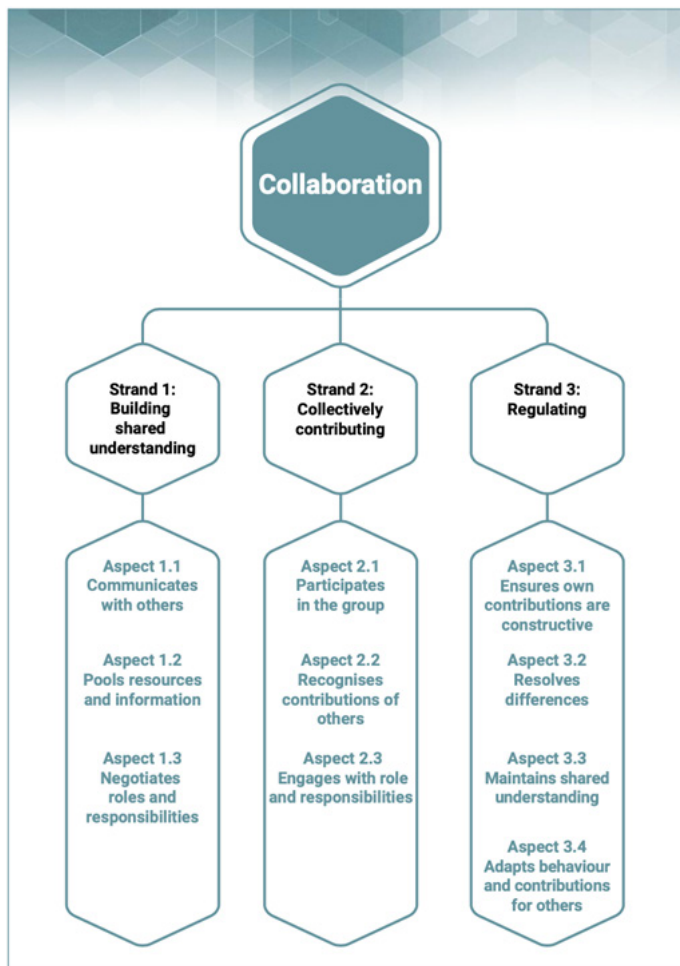 Collaboration
Strand 1:
Building
shared
understanding
Strand 2:
Collectively
contributing
Strand 3:
Regulating
Aspect 1.1
Communicates
with others
Aspect 1.2
Pools resources
and information
Aspect 1.3
Negotiates
roles and
responsibilities
Aspect 2.1
Participates
in the group
Aspect 2.2
Recognises
contributions of
others
Aspect 2.3
Engages with role
and responsibilities
Aspect 3.1
Ensures own
contributions are
constructive
Aspect 3.2
Resolves
differences
Aspect 3.3
Maintains shared
understanding
Aspect 3.4
Adapts behaviour
and contributions
for others